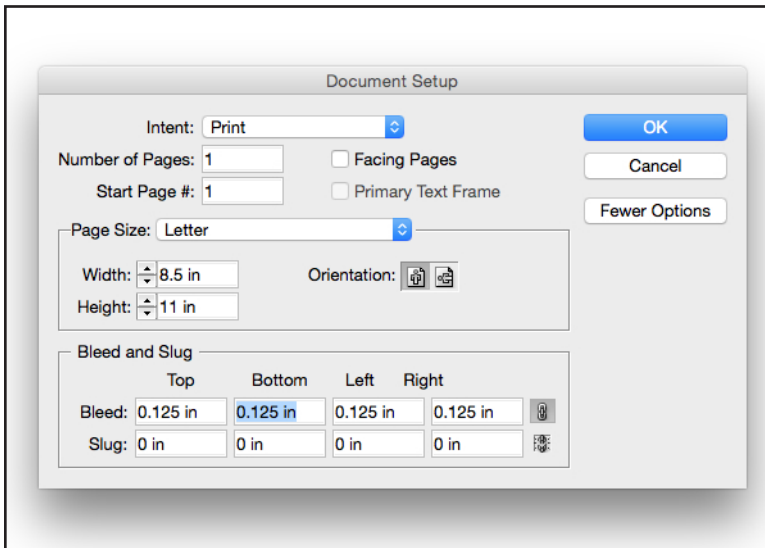 Document Setup
Intent: Print
OK
Number of Pages: 1
Facing Pages
Cancel
Start Page #: 1
Primary Text Frame
Fewer Options
Page Size: Letter
Width: 8.5 in
Orientation:
Height: 11 in
Bleed and Slug
Top Bottom Left Right
Bleed: 0.125 in 0.125 in 0.125 in 0.125 in
Slug: 0 in 0 in 0 in 0 in